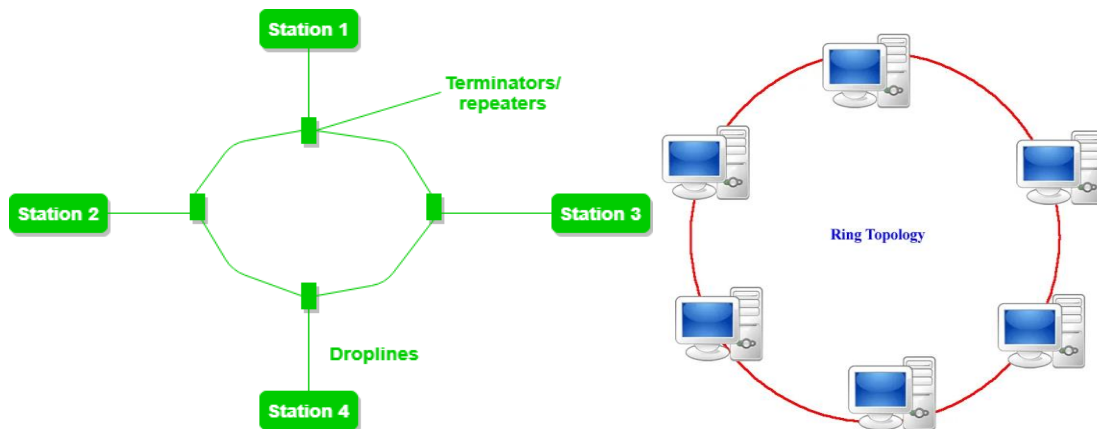 Station 1
Terminators/
repeaters
Station 2
Station 3
Ring Topology
Droplines
Station 4